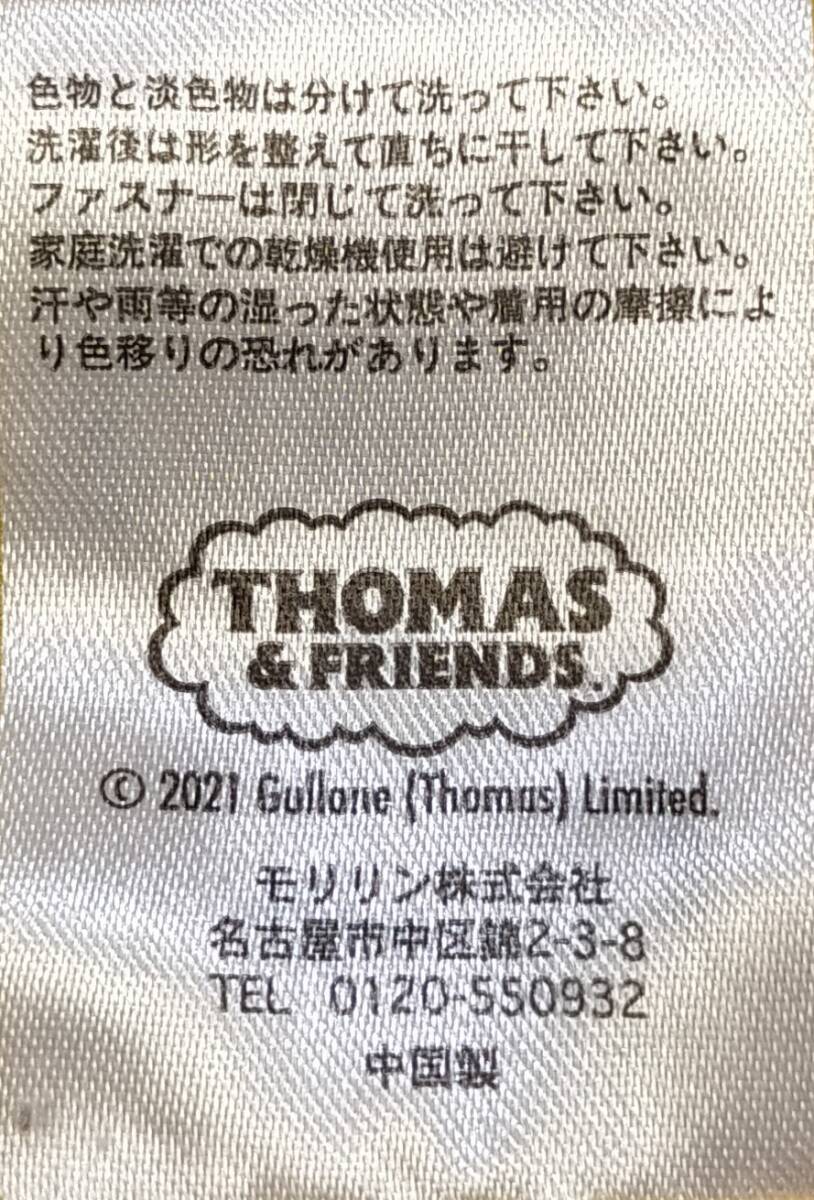 色物と淡色物は分けて洗って下さい。
洗濯後は形を整えて直ちに干して下さい。
ファスナーは閉じて洗って下さい。
家庭洗濯での乾燥機使用は避けて下さい。
汗や雨等の湿った状態や着用の摩擦によ
り色移りの恐れがあります。
THOMAS
& FRIENDS
© 2021 Gullane (Thomas) Limited.
モリリン株式会社
名古屋市中区錦2-3-8
TEL 0120-550932
中国製